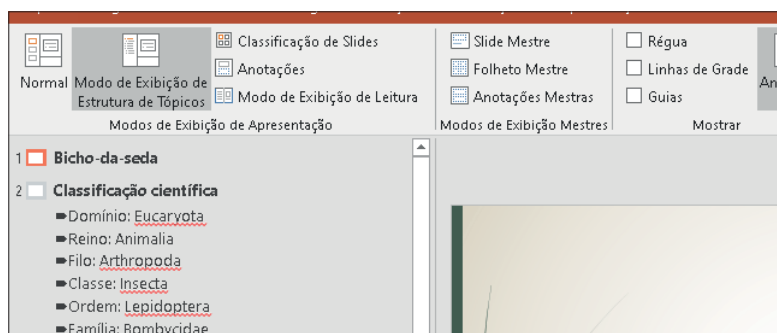 Classificação de Slides
Anotações
Modo de Exibição de Leitura
Normal
Modo de Exibição de
Estrutura de Tópicos
Modos de Exibição de Apresentação
Slide Mestre
Folheto Mestre
Anotações Mestras
Modos de Exibição Mestres
Régua
Linhas de Grade
Guias
Mostrar
1 Bicho-da-seda
2 Classificação científica
Domínio: Eucaryota
Reino: Animalia
Filo: Arthropoda
Classe: Insecta
Ordem: Lepidoptera
Família: Bombycidae